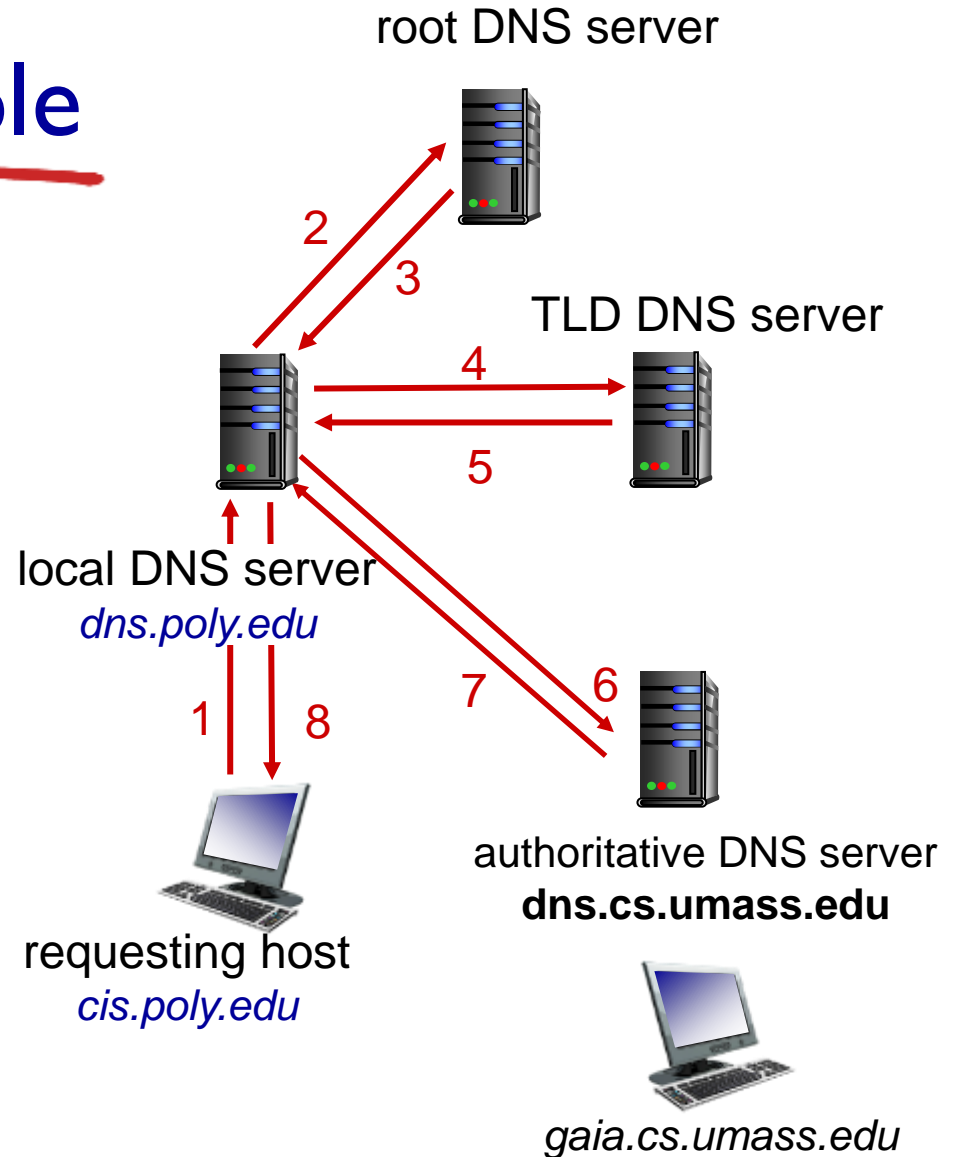 root DNS server
ple
2
3
TLD DNS server
4
5
local DNS server
dns.poly.edu
1
8
7
6
requesting host
cis.poly.edu
authoritative DNS server
dns.cs.umass.edu
gaia.cs.umass.edu